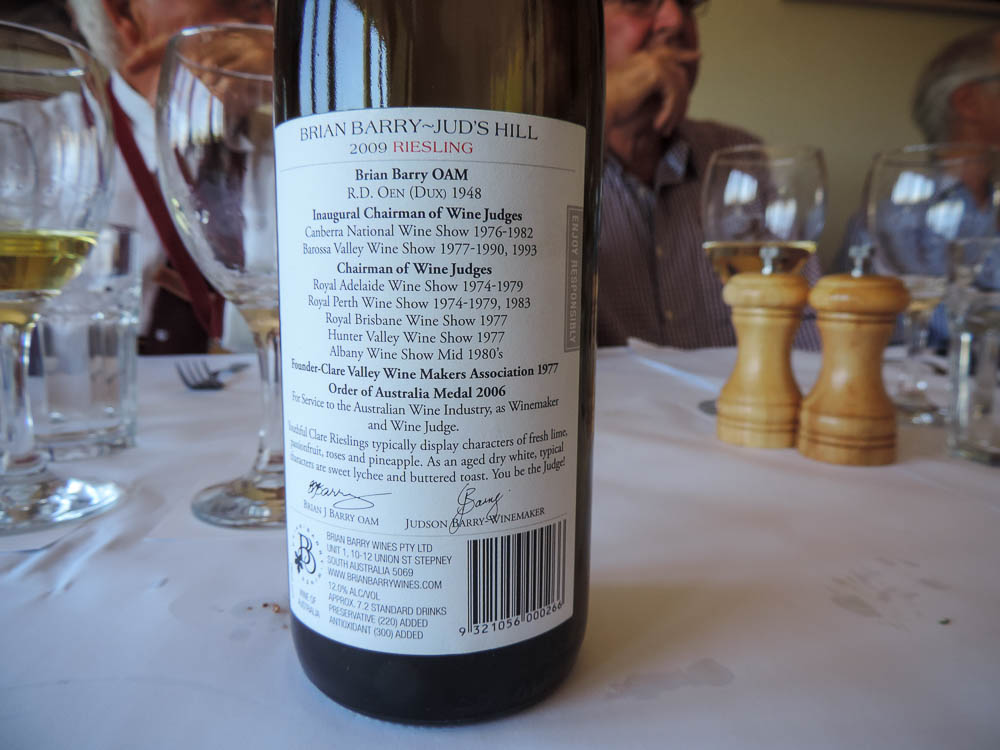 BRIAN BARRY~JUD'S HILL
2009 RIESLING
Brian Barry OAM
R.D. OEN (DUX) 1948
Inaugural Chairman of Wine Judges
Canberra National Wine Show 1976-1982
Barossa Valley Wine Show 1977-1990, 1993
Chairman of Wine Judges
Royal Adelaide Wine Show 1974-1979
Royal Perth Wine Show 1974-1979, 1983
Royal Brisbane Wine Show 1977
Hunter Valley Wine Show 1977
Albany Wine Show Mid 1980's
Founder-Clare Valley Wine Makers Association 1977
Order of Australia Medal 2006
For Service to the Australian Wine Industry, as Winemaker
and Wine Judge.
Youthful Clare Rieslings typically display characters of fresh lime,
passionfruit, roses and pineapple. As an aged dry white, typical
characters are sweet lychee and buttered toast. You be the Judge!
BJBarry
JBarry
BRIAN J BARRY OAM
JUDSON BARRY~WINEMAKER
BB
WINE OF
AUSTRALIA
BRIAN BARRY WINES PTY LTD
UNIT 1, 10-12 UNION ST STEPNEY
SOUTH AUSTRALIA 5069
WWW.BRIANBARRYWINES.COM
12.0% ALC/VOL
APPROX. 7.2 STANDARD DRINKS
PRESERVATIVE (220) ADDED
ANTIOXIDANT (300) ADDED
9 321056 000266
ENJOY RESPONSIBLY